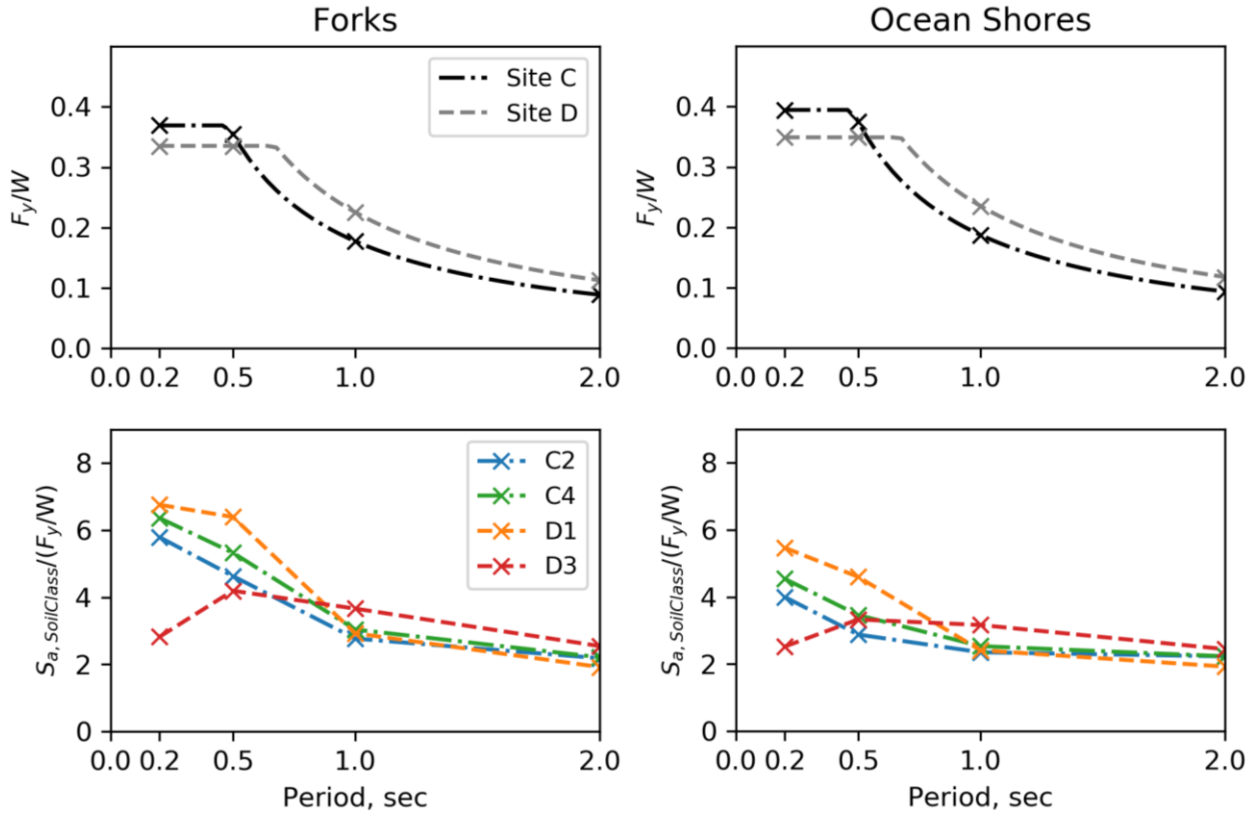 Forks
Ocean Shores
F_y/W
0.4
0.3
0.2
0.1
0.0
Site C
Site D
0.0 0.2 0.5 1.0 2.0
F_y/W
0.4
0.3
0.2
0.1
0.0
0.0 0.2 0.5 1.0 2.0
S_{a, SoilClass}/(F_y/W)
8
6
4
2
0
C2
C4
D1
D3
0.0 0.2 0.5 1.0 2.0
Period, sec
S_{a, SoilClass}/(F_y/W)
8
6
4
2
0
0.0 0.2 0.5 1.0 2.0
Period, sec